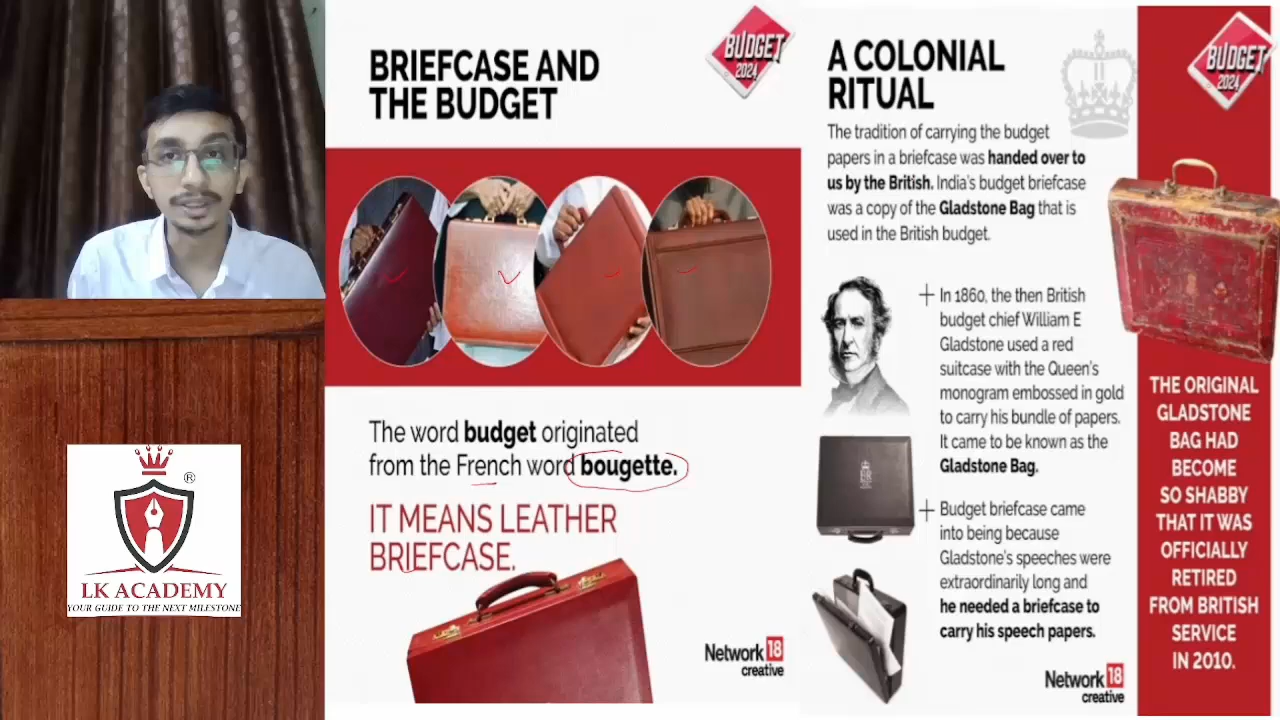 BRIEFCASE AND
THE BUDGET
BUDGET
2024
The word budget originated
from the French word bougette.
IT MEANS LEATHER
BRIEFCASE.
Network 18
creative
A COLONIAL
RITUAL
BUDGET
2024
The tradition of carrying the budget
papers in a briefcase was handed over to
us by the British. India's budget briefcase
was a copy of the Gladstone Bag that is
used in the British budget.
In 1860, the then British
budget chief William E
Gladstone used a red
suitcase with the Queen's
monogram embossed in gold
to carry his bundle of papers.
It came to be known as the
Gladstone Bag.
Budget briefcase came
into being because
Gladstone's speeches were
extraordinarily long and
he needed a briefcase to
carry his speech papers.
Network 18
creative
THE ORIGINAL
GLADSTONE
BAG HAD
BECOME
SO SHABBY
THAT IT WAS
OFFICIALLY
RETIRED
FROM BRITISH
SERVICE
IN 2010.
®
LK ACADEMY
YOUR GUIDE TO THE NEXT MILESTONE